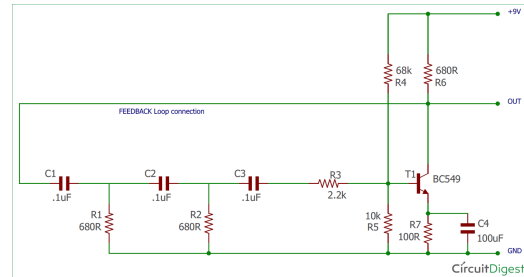 +9V
68k
R4
680R
R6
OUT
FEEDBACK Loop connection
C1
.1uF
C2
.1uF
C3
.1uF
R3
2.2k
T1
BC549
R1
680R
R2
680R
10k
R5
R7
100R
C4
100uF
GND
CircuitDigest